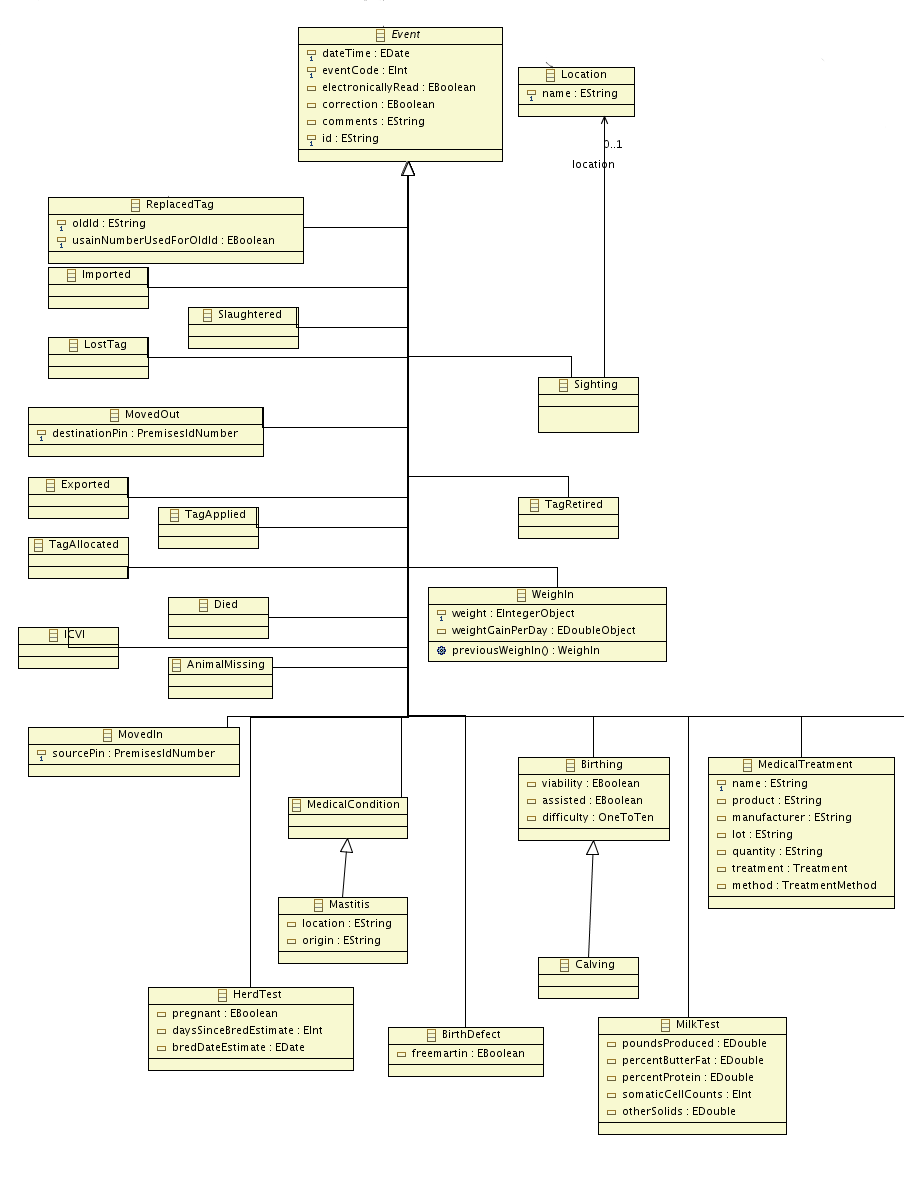 Event
dateTime : EDate
eventCode : EInt
electronicallyRead : EBoolean
correction : EBoolean
comments : EString
id : EString
Location
name : EString
0..1
location
ReplacedTag
oldId : EString
usainNumberUsedForOldId : EBoolean
Imported
Slaughtered
LostTag
Sighting
MovedOut
destinationPin : PremisesIdNumber
Exported
TagApplied
TagRetired
TagAllocated
Died
WeighIn
weight : EIntegerObject
weightGainPerDay : EDoubleObject
previousWeighIn() : WeighIn
ICVI
AnimalMissing
MovedIn
sourcePin : PremisesIdNumber
MedicalCondition
Birthing
viability : EBoolean
assisted : EBoolean
difficulty : OneToTen
MedicalTreatment
name : EString
product : EString
manufacturer : EString
lot : EString
quantity : EString
treatment : Treatment
method : TreatmentMethod
Mastitis
location : EString
origin : EString
Calving
HerdTest
pregnant : EBoolean
daysSinceBredEstimate : EInt
bredDateEstimate : EDate
BirthDefect
freemartin : EBoolean
MilkTest
poundsProduced : EDouble
percentButterFat : EDouble
percentProtein : EDouble
somaticCellCounts : EInt
otherSolids : EDouble